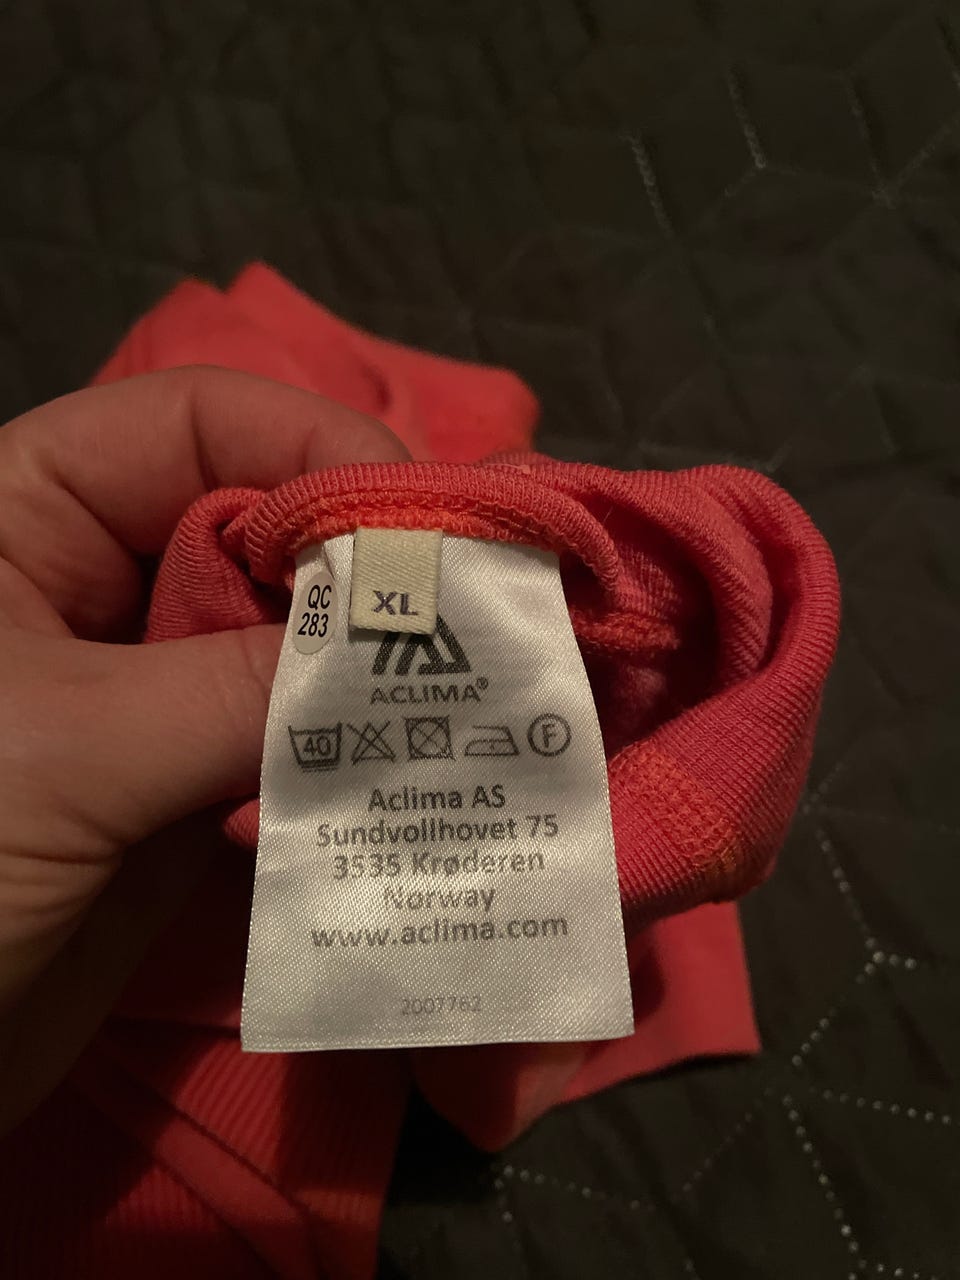 QC
283
XL
ACLIMA®
40
F
Aclima AS
Sundvollhovet 75
3535 Krøderen
Norway
www.aclima.com
2007762